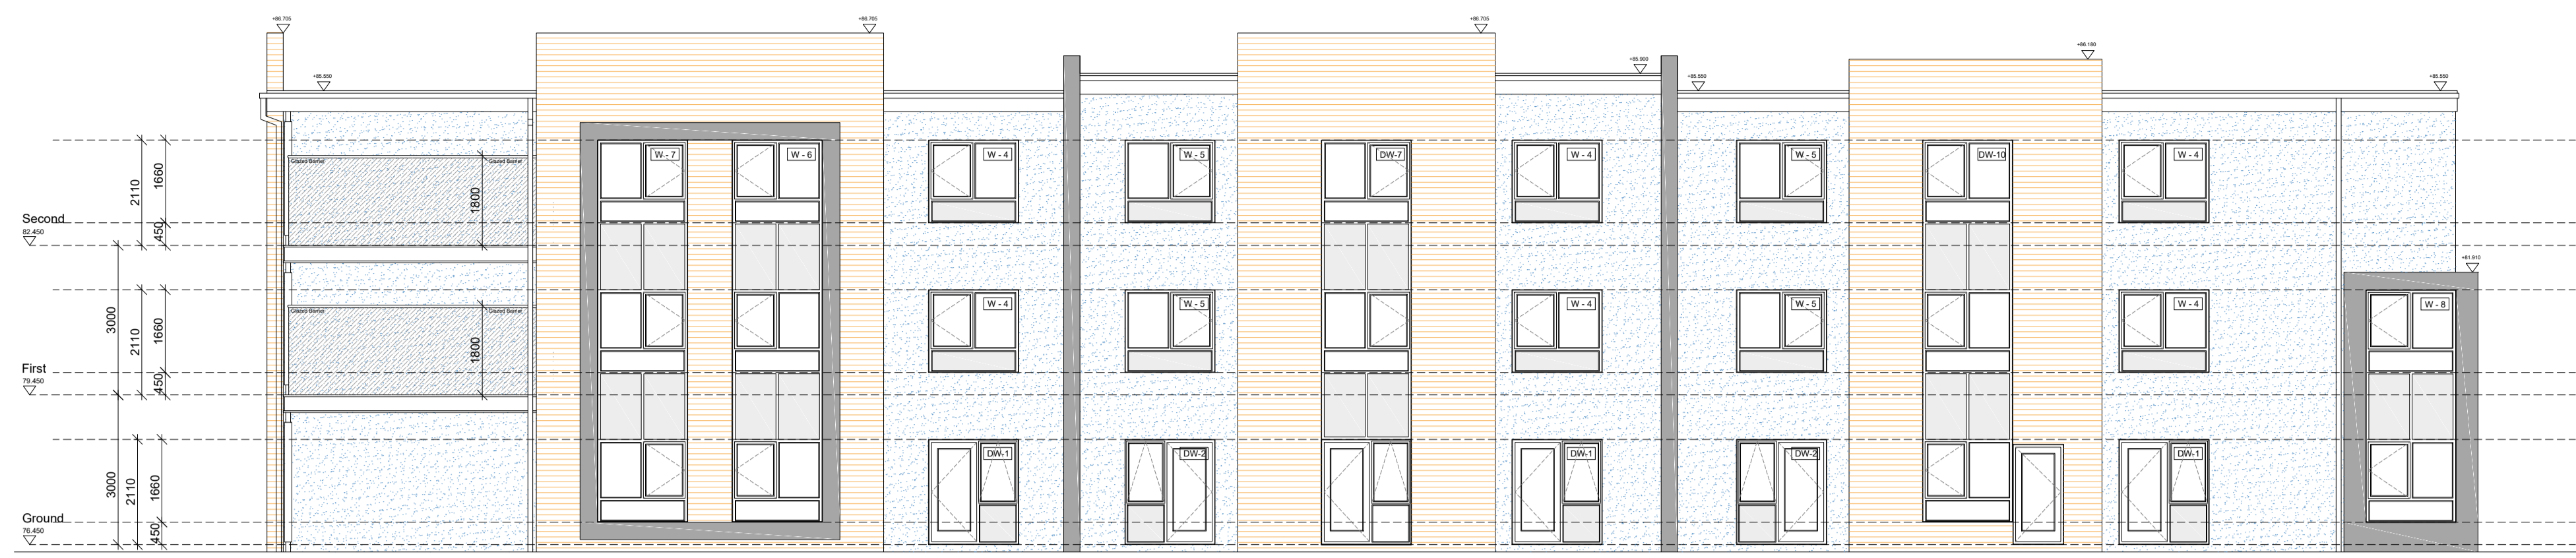 +86.705
+86.705
+86.705
+86.180
+85.550
+85.900
+85.550
+85.550
W - 7
W - 6
W - 4
W - 5
DW-7
W - 4
W - 5
DW-10
W - 4
Glazed Barrier
Glazed Barrier
2110
1660
1800
450
Second
82.450
+81.910
W - 4
W - 5
W - 4
W - 5
W - 4
W - 8
Glazed Barrier
Glazed Barrier
3000
2110
1660
1800
450
First
79.450
DW-1
DW-2
DW-1
DW-2
DW-1
3000
2110
1660
450
Ground
76.450